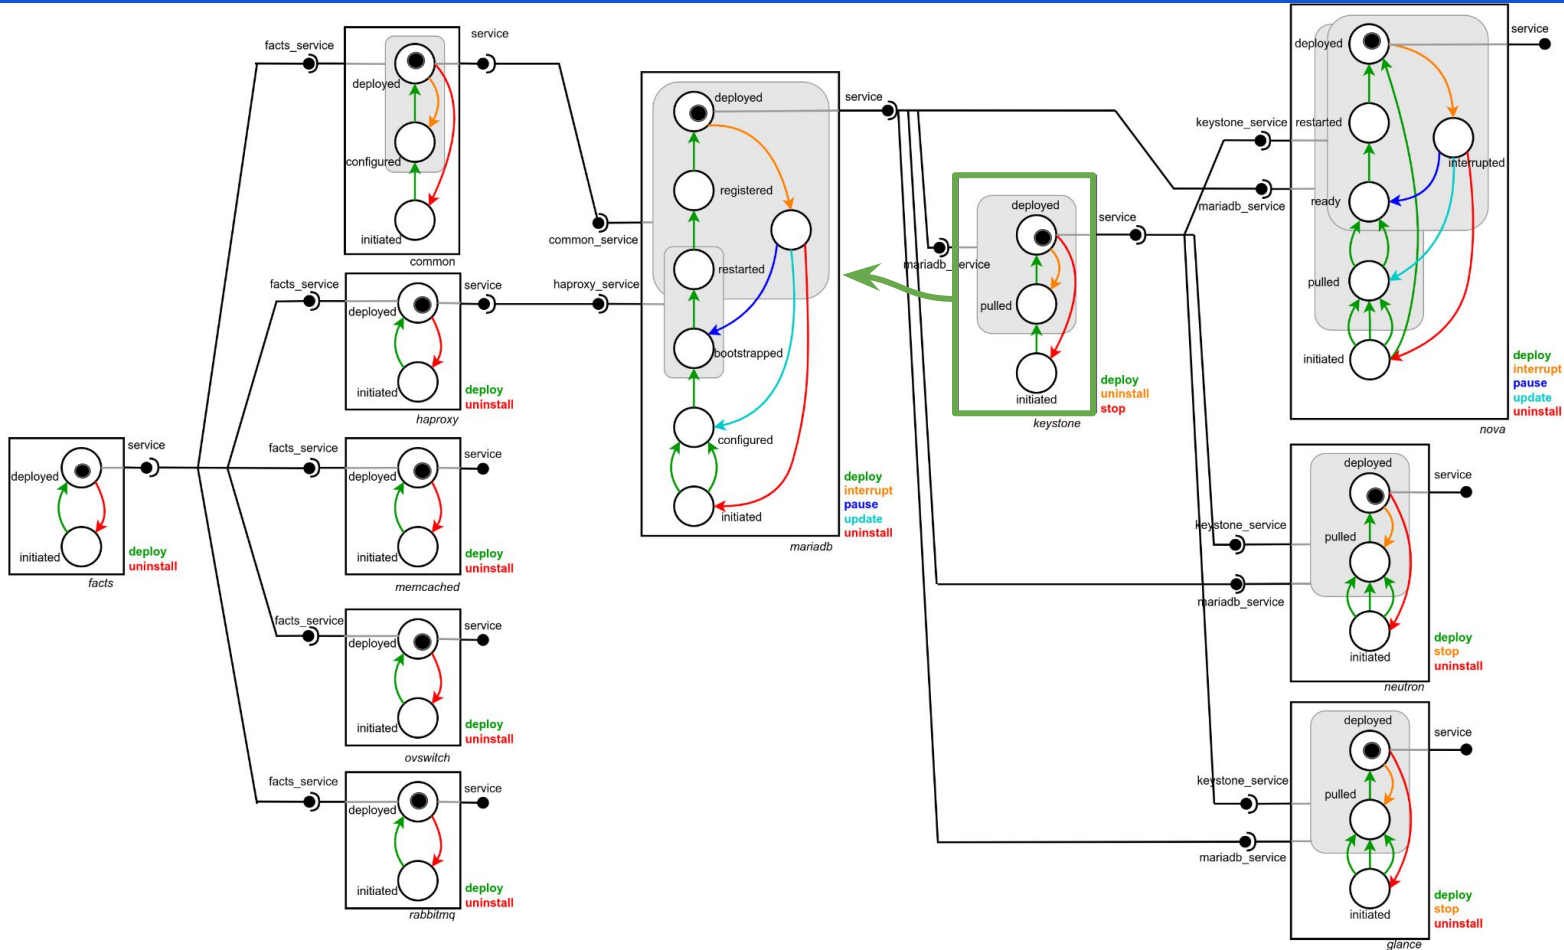 facts_service
service
deployed
configured
initiated
common
facts_service
service
deployed
initiated
deploy
uninstall
haproxy
service
deployed
initiated
deploy
uninstall
facts
facts_service
service
deployed
initiated
deploy
uninstall
memcached
facts_service
service
deployed
initiated
deploy
uninstall
ovswitch
facts_service
service
deployed
initiated
deploy
uninstall
rabbitmq
common_service
haproxy_service
deployed
service
registered
restarted
bootstrapped
configured
initiated
deploy
interrupt
pause
update
uninstall
mariadb
mariadb_service
deployed
service
pulled
initiated
deploy
uninstall
stop
keystone
deployed
service
keystone_service
restarted
interrupted
mariadb_service
ready
pulled
initiated
deploy
interrupt
pause
update
uninstall
nova
deployed
service
keystone_service
pulled
mariadb_service
initiated
deploy
stop
uninstall
neutron
deployed
service
keystone_service
pulled
mariadb_service
initiated
deploy
stop
uninstall
glance